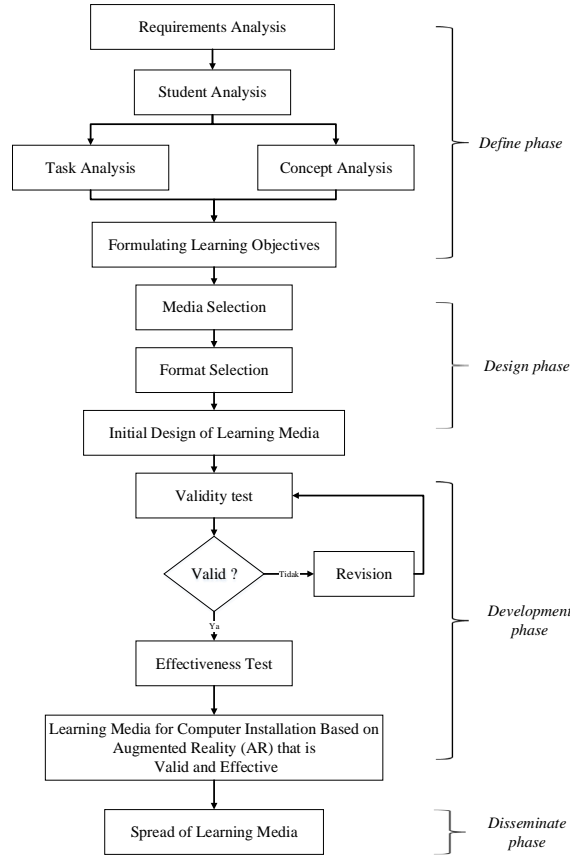 Requirements Analysis
Student Analysis
Task Analysis
Concept Analysis
Define phase
Formulating Learning Objectives
Media Selection
Format Selection
Design phase
Initial Design of Learning Media
Validity test
Valid ?
Tidak
Revision
Ya
Development
phase
Effectiveness Test
Learning Media for Computer Installation Based on
Augmented Reality (AR) that is
Valid and Effective
Spread of Learning Media
Disseminate
phase